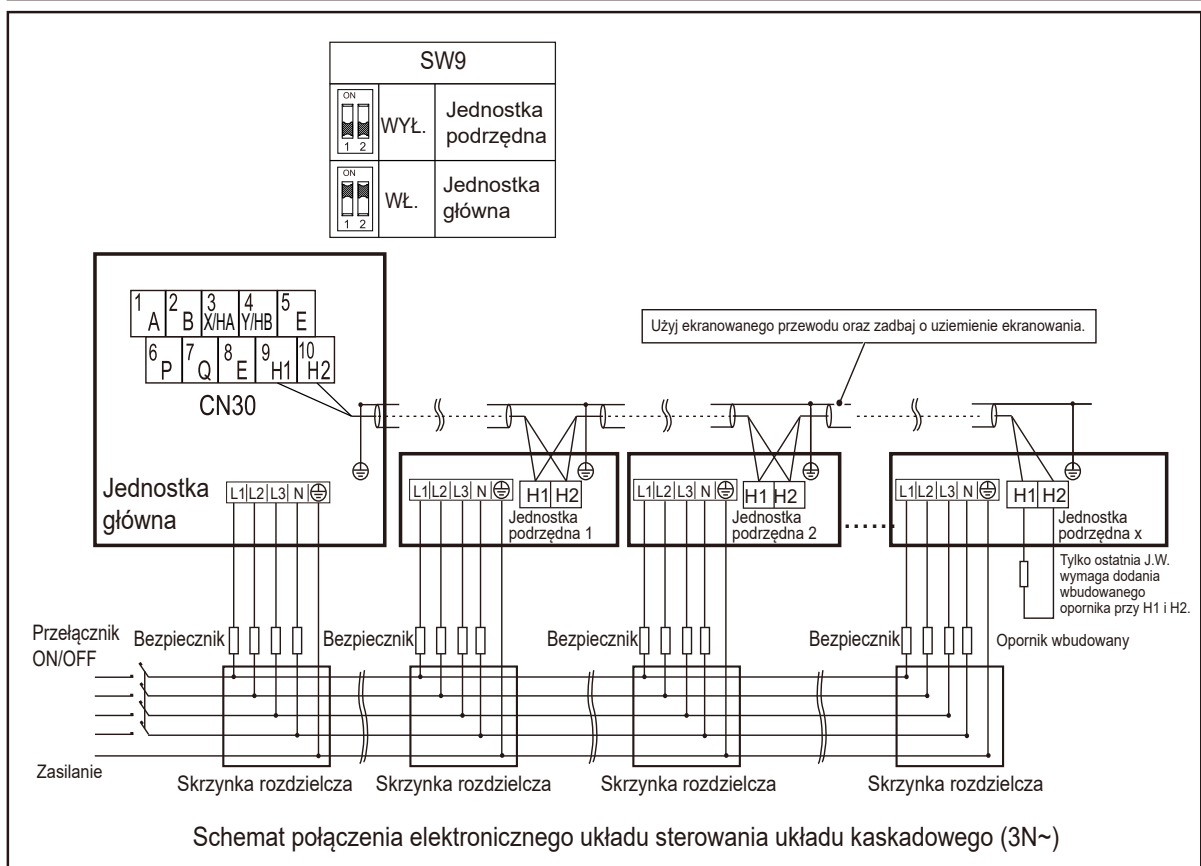 SW9
ON
1 2
WYŁ.
Jednostka
podrzędna
ON
1 2
WŁ.
Jednostka
główna
1 A 2 B 3 X/HA 4 Y/HB 5 E
6 P 7 Q 8 E 9 H1 10 H2
CN30
Użyj ekranowanego przewodu oraz zadbaj o uziemienie ekranowania.
Jednostka
główna
L1 L2 L3 N
L1 L2 L3 N
H1 H2
Jednostka
podrzędna 1
L1 L2 L3 N
H1 H2
Jednostka
podrzędna 2
......
L1 L2 L3 N
H1 H2
Jednostka
podrzędna x
Tylko ostatnia J.W.
wymaga dodania
wbudowanego
opornika przy H1 i H2.
Przełącznik
ON/OFF
Bezpiecznik
Bezpiecznik
Bezpiecznik
Bezpiecznik
Opornik wbudowany
Zasilanie
Skrzynka rozdzielcza
Skrzynka rozdzielcza
Skrzynka rozdzielcza
Skrzynka rozdzielcza
Schemat połączenia elektronicznego układu sterowania układu kaskadowego (3N~)